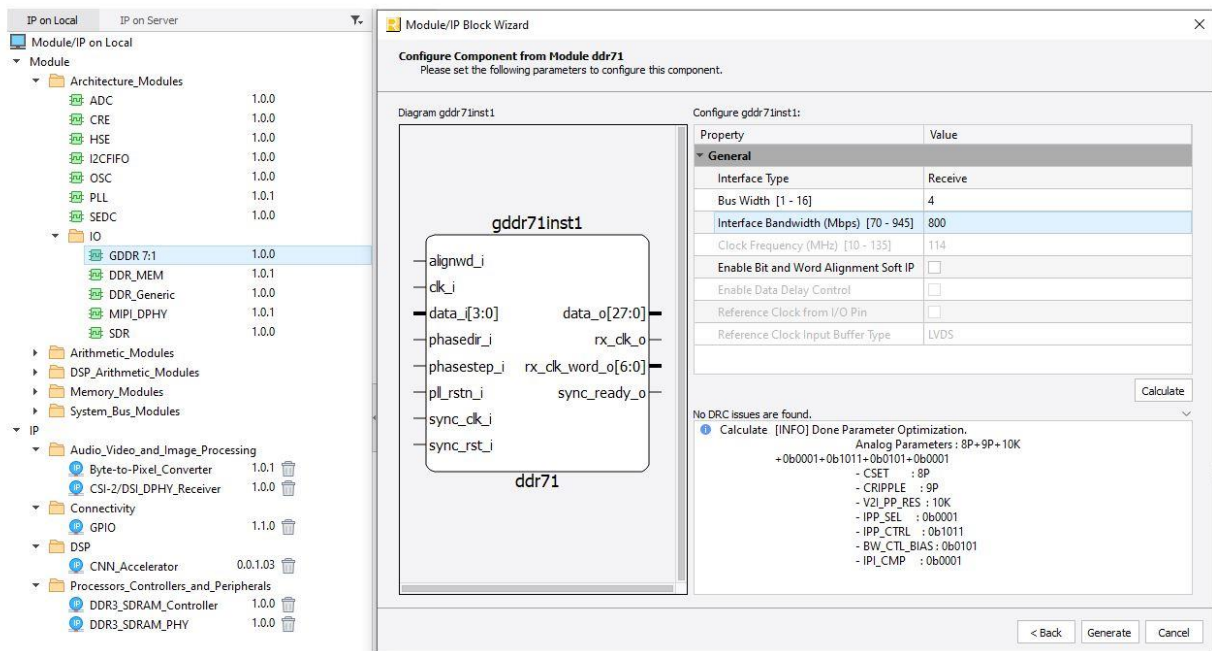 IP on Local IP on Server
Module/IP on Local
Module
Architecture_Modules
ADC 1.0.0
CRE 1.0.0
HSE 1.0.0
I2CFIFO 1.0.0
OSC 1.0.0
PLL 1.0.1
SEDC 1.0.0
IO
GDDR 7:1 1.0.0
DDR_MEM 1.0.1
DDR_Generic 1.0.0
MIPI_DPHY 1.0.1
SDR 1.0.0
Arithmetic_Modules
DSP_Arithmetic_Modules
Memory_Modules
System_Bus_Modules
IP
Audio_Video_and_Image_Processing
Byte-to-Pixel_Converter 1.0.1
CSI-2/DSI_DPHY_Receiver 1.0.0
Connectivity
GPIO 1.1.0
DSP
CNN_Accelerator 0.0.1.03
Processors_Controllers_and_Peripherals
DDR3_SDRAM_Controller 1.0.0
DDR3_SDRAM_PHY 1.0.0
Module/IP Block Wizard
Configure Component from Module ddr71
Please set the following parameters to configure this component.
Diagram gddr71inst1
gddr71inst1
alignwd_i
clk_i
data_i[3:0] data_o[27:0]
phasedir_i rx_clk_o
phasestep_i rx_clk_word_o[6:0]
pll_rstn_i sync_ready_o
sync_clk_i
sync_rst_i
ddr71
Configure gddr71inst1:
Property Value
General
Interface Type Receive
Bus Width [1 - 16] 4
Interface Bandwidth (Mbps) [70 - 945] 800
Clock Frequency (MHz) [10 - 135] 114
Enable Bit and Word Alignment Soft IP
Enable Data Delay Control
Reference Clock from I/O Pin
Reference Clock Input Buffer Type LVDS
Calculate
No DRC issues are found.
Calculate [INFO] Done Parameter Optimization.
Analog Parameters : 8P+9P+10K
+0b0001+0b1011+0b0101+0b0001
- CSET : 8P
- CRIPPLE : 9P
- V2I_PP_RES : 10K
- IPP_SEL : 0b0001
- IPP_CTRL : 0b1011
- BW_CTL_BIAS : 0b0101
- IPI_CMP : 0b0001
< Back Generate Cancel